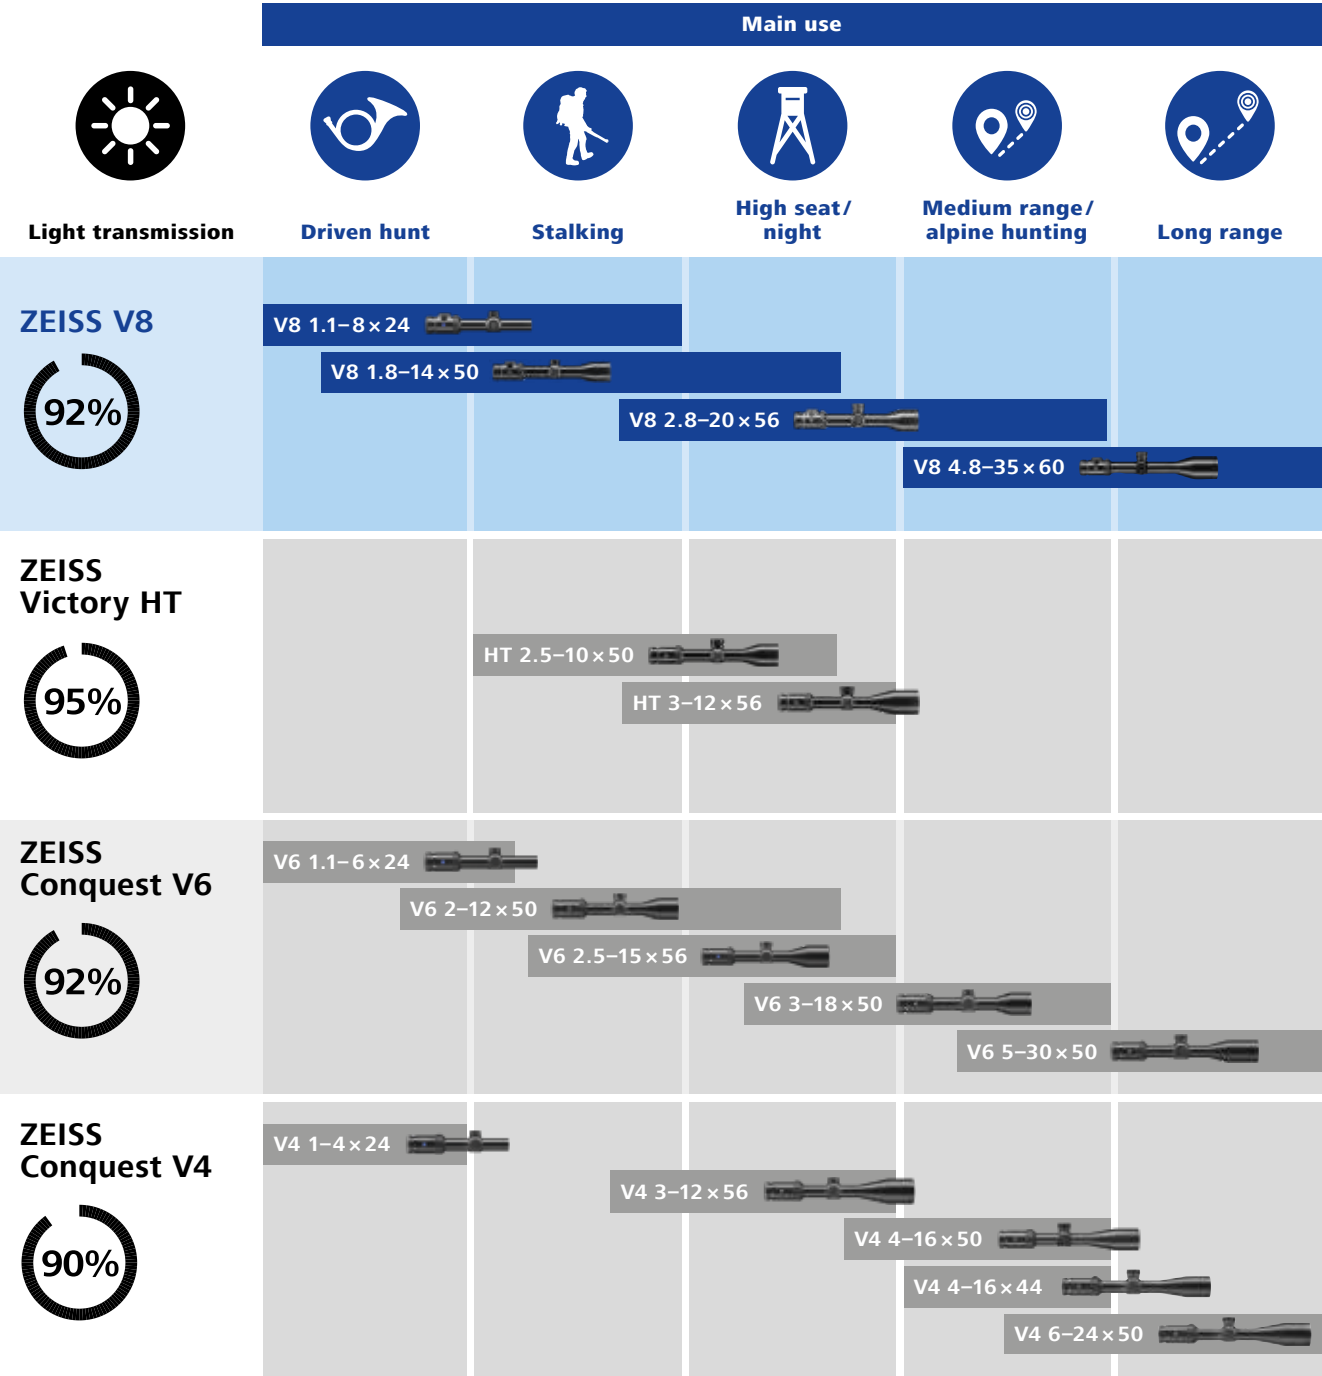 Main use
Light transmission
Driven hunt
Stalking
High seat/
night
Medium range/
alpine hunting
Long range
ZEISS V8
92%
V8 1.1–8×24
V8 1.8–14×50
V8 2.8–20×56
V8 4.8–35×60
ZEISS
Victory HT
95%
HT 2.5–10×50
HT 3–12×56
ZEISS
Conquest V6
92%
V6 1.1–6×24
V6 2–12×50
V6 2.5–15×56
V6 3–18×50
V6 5–30×50
ZEISS
Conquest V4
90%
V4 1–4×24
V4 3–12×56
V4 4–16×50
V4 4–16×44
V4 6–24×50